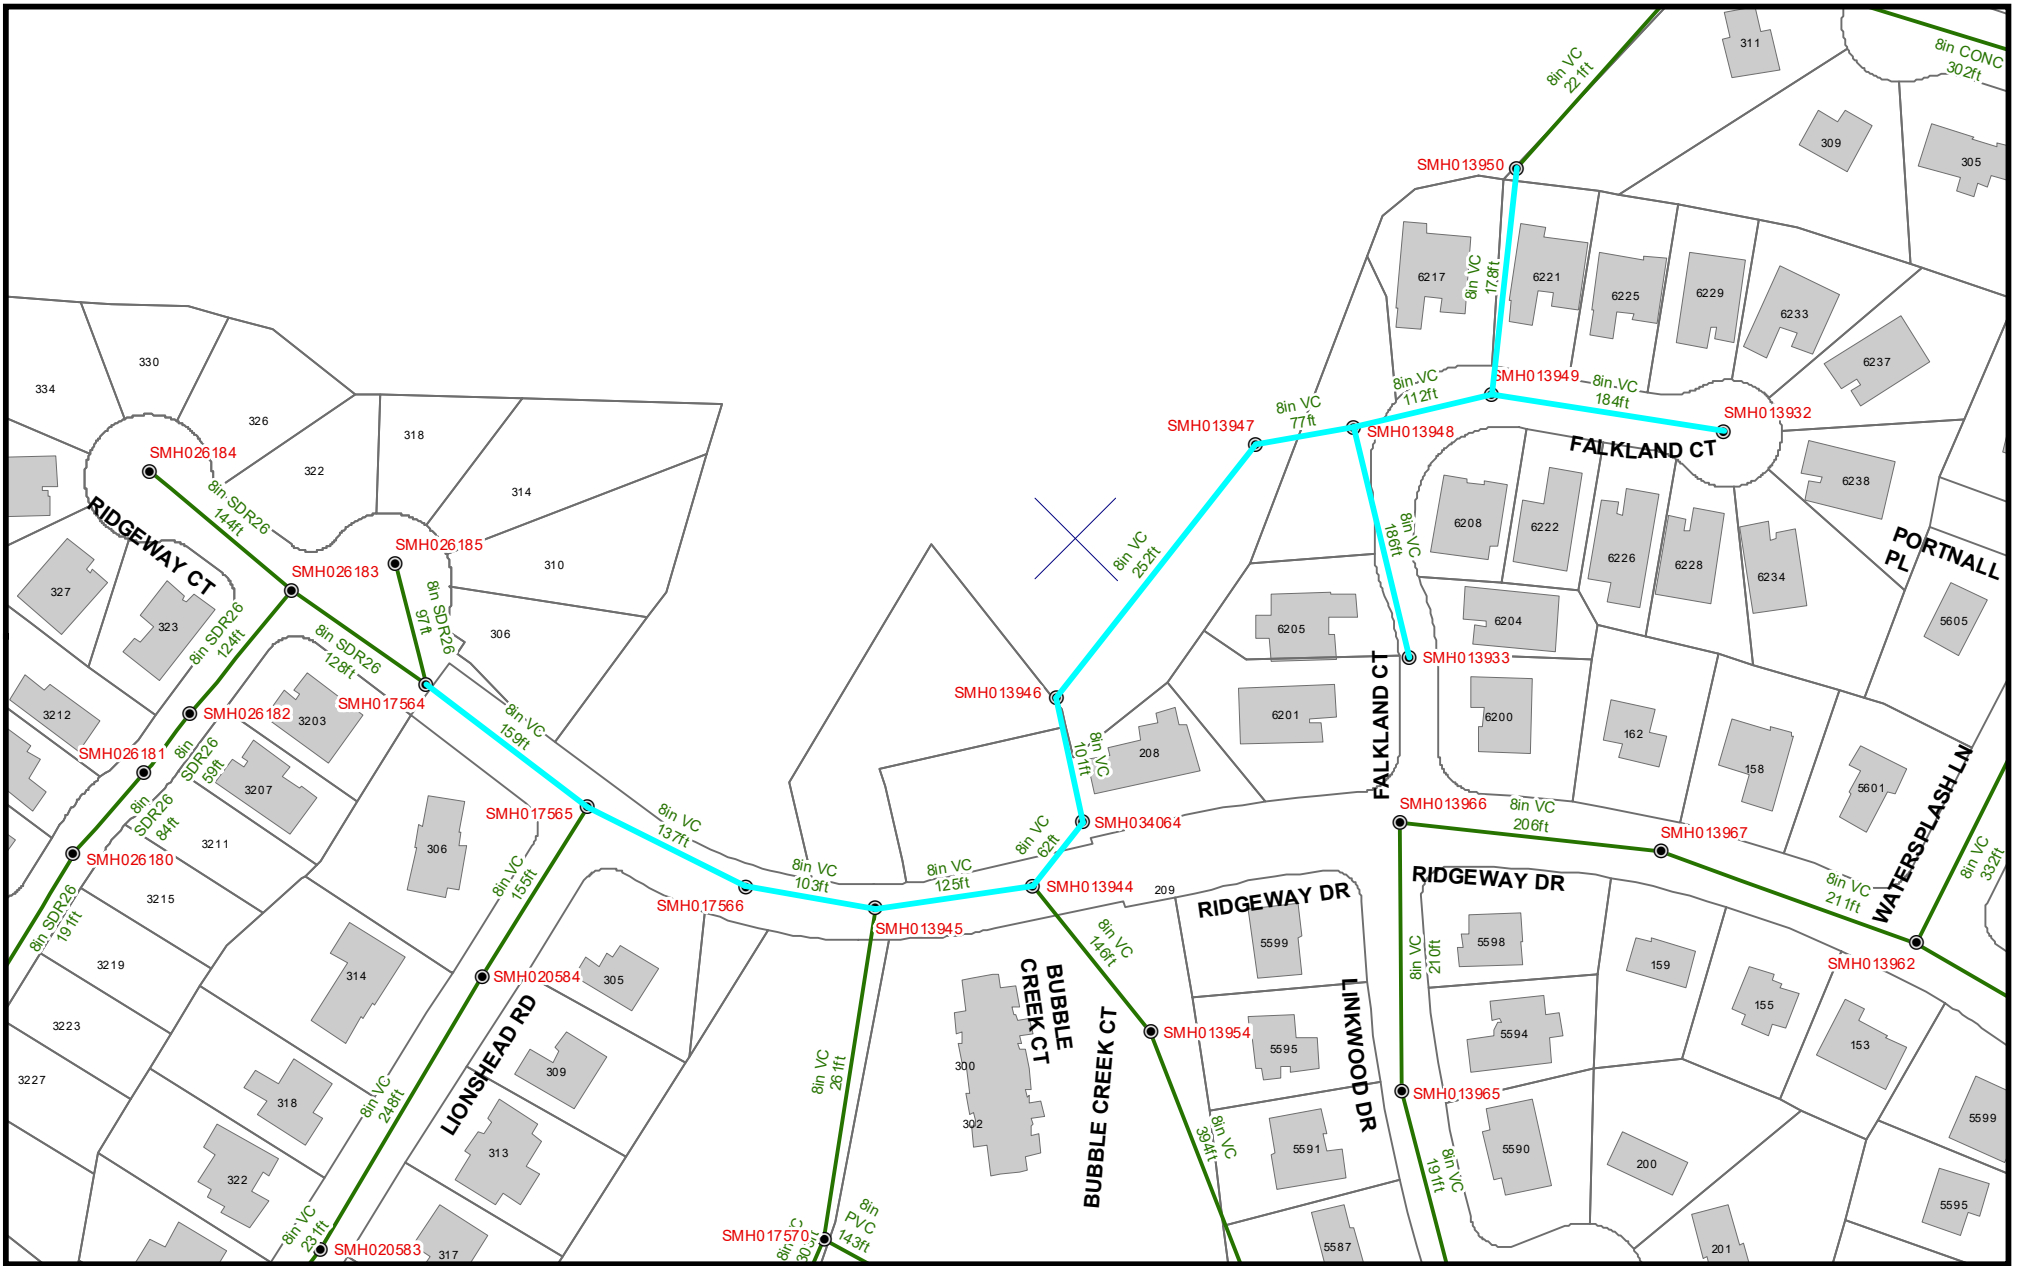 311
8in CONC
302ft
8in VC
221ft
309
305
SMH013950
6217
8in VC
178ft
6221
6225
6229
6233
6237
330
334
326
318
322
314
310
306
SMH026184
8in SDR26
144ft
RIDGEWAY CT
SMH026185
SMH026183
8in SDR26
97ft
8in SDR26
128ft
8in SDR26
124ft
327
323
3212
3203
SMH026182
SMH017564
SMH026181
8in
SDR26
59ft
8in
SDR26
84ft
3207
3211
SMH026180
3215
8in SDR26
191ft
3219
3223
3227
8in VC
159ft
SMH017565
8in VC
137ft
306
8in VC
155ft
SMH017566
8in VC
103ft
SMH013945
8in VC
125ft
SMH013944
8in VC
62ft
SMH034064
8in VC
101ft
208
SMH013946
8in VC
252ft
SMH013947
8in VC
77ft
8in VC
112ft
SMH013949
8in VC
184ft
SMH013932
SMH013948
FALKLAND CT
8in VC
186ft
6208
6222
6226
6228
6234
6238
PORTNALL
PL
5605
6205
6204
SMH013933
6201
FALKLAND CT
6200
162
158
5601
WATERSPLASH LN
8in VC
332ft
SMH013966
8in VC
206ft
SMH013967
8in VC
211ft
SMH013962
RIDGEWAY DR
RIDGEWAY DR
209
8in VC
146ft
SMH013954
5599
5598
159
155
153
5599
8in VC
210ft
LINKWOOD DR
5595
5594
SMH013965
5591
5590
200
5595
8in VC
191ft
8in VC
394ft
5587
201
BUBBLE
CREEK CT
BUBBLE CREEK CT
300
302
8in VC
261ft
SMH017570
8in
PVC
143ft
SMH020584
305
314
309
LIONSHEAD RD
8in VC
248ft
318
313
322
8in VC
231ft
SMH020583
317